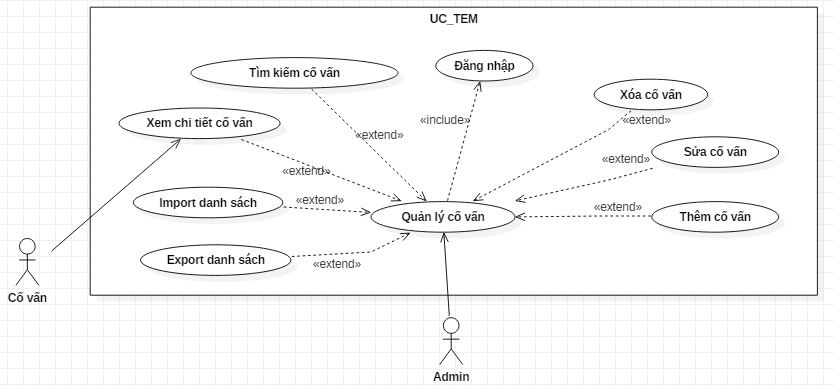 UC_TEM
Tìm kiếm cố vấn
Đăng nhập
Xóa cố vấn
Xem chi tiết cố vấn
«include»
«extend»
«extend»
Sửa cố vấn
«extend»
«extend»
Import danh sách
«extend»
Quản lý cố vấn
«extend»
Thêm cố vấn
Export danh sách
«extend»
Cố vấn
Admin